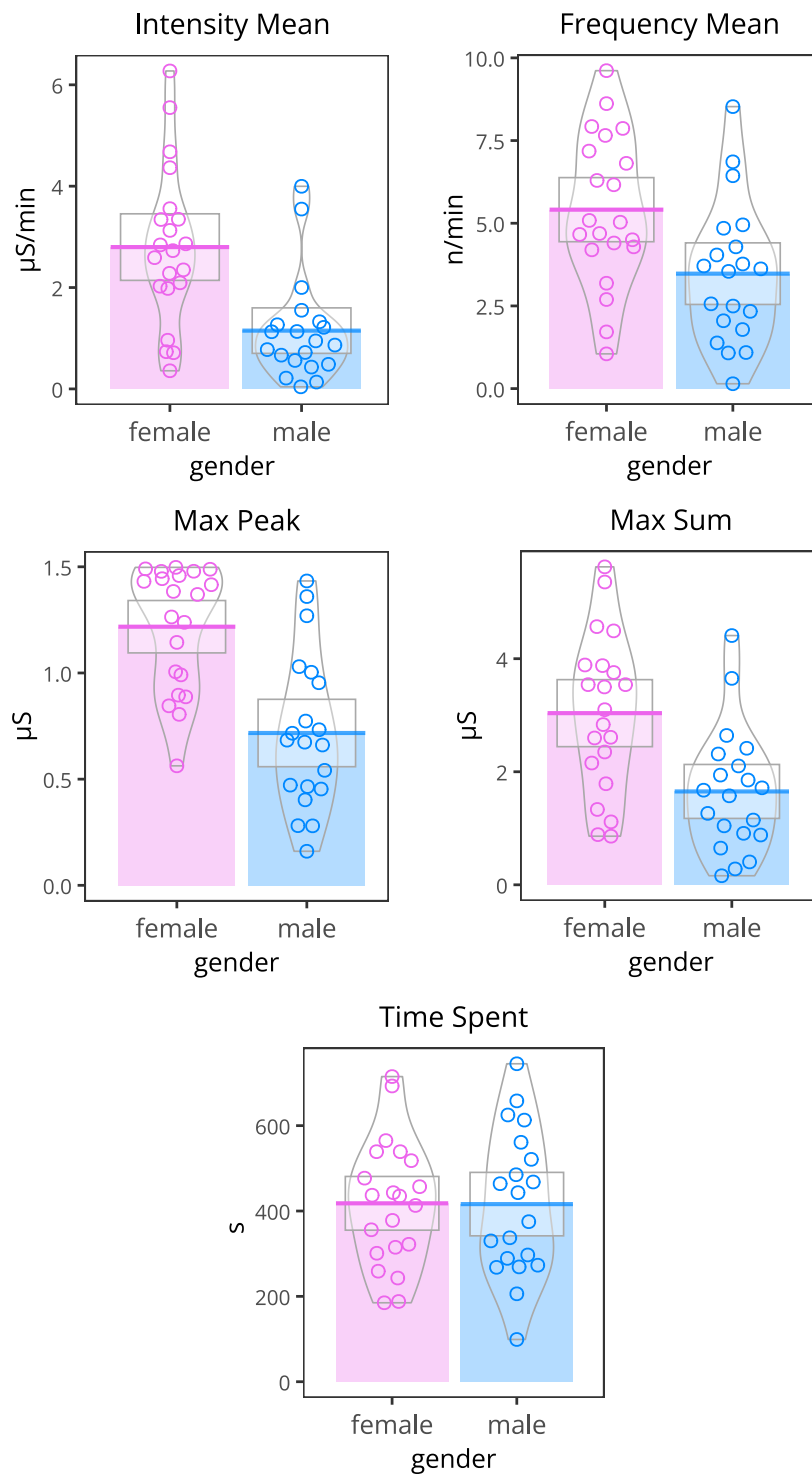 Intensity Mean
µS/min
6
4
2
0
female
male
gender
Frequency Mean
n/min
10.0
7.5
5.0
2.5
0.0
female
male
gender
Max Peak
µS
1.5
1.0
0.5
0.0
female
male
gender
Max Sum
µS
4
2
0
female
male
gender
Time Spent
s
600
400
200
0
female
male
gender